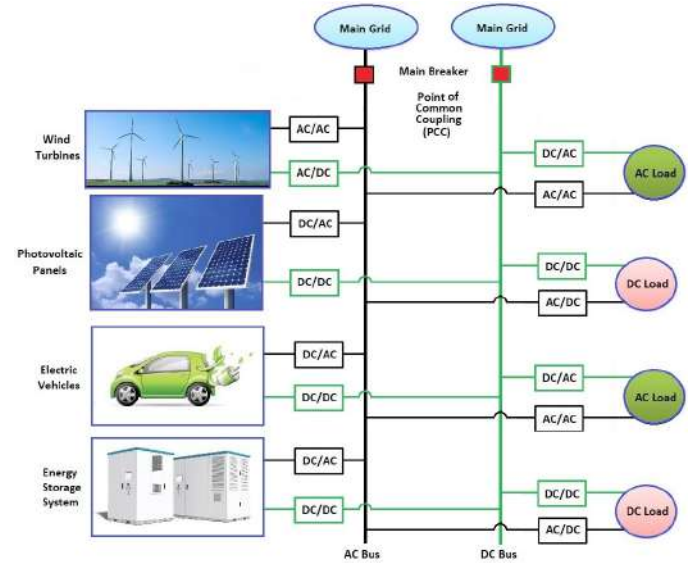 Main Grid
Main Grid
Main Breaker
Point of
Common
Coupling
(PCC)
Wind
Turbines
AC/AC
AC/DC
DC/AC
AC/AC
AC Load
Photovoltaic
Panels
DC/AC
DC/DC
DC/DC
AC/DC
DC Load
Electric
Vehicles
DC/AC
DC/DC
DC/AC
AC/AC
AC Load
Energy
Storage
System
DC/AC
DC/DC
DC/DC
AC/DC
DC Load
AC Bus
DC Bus